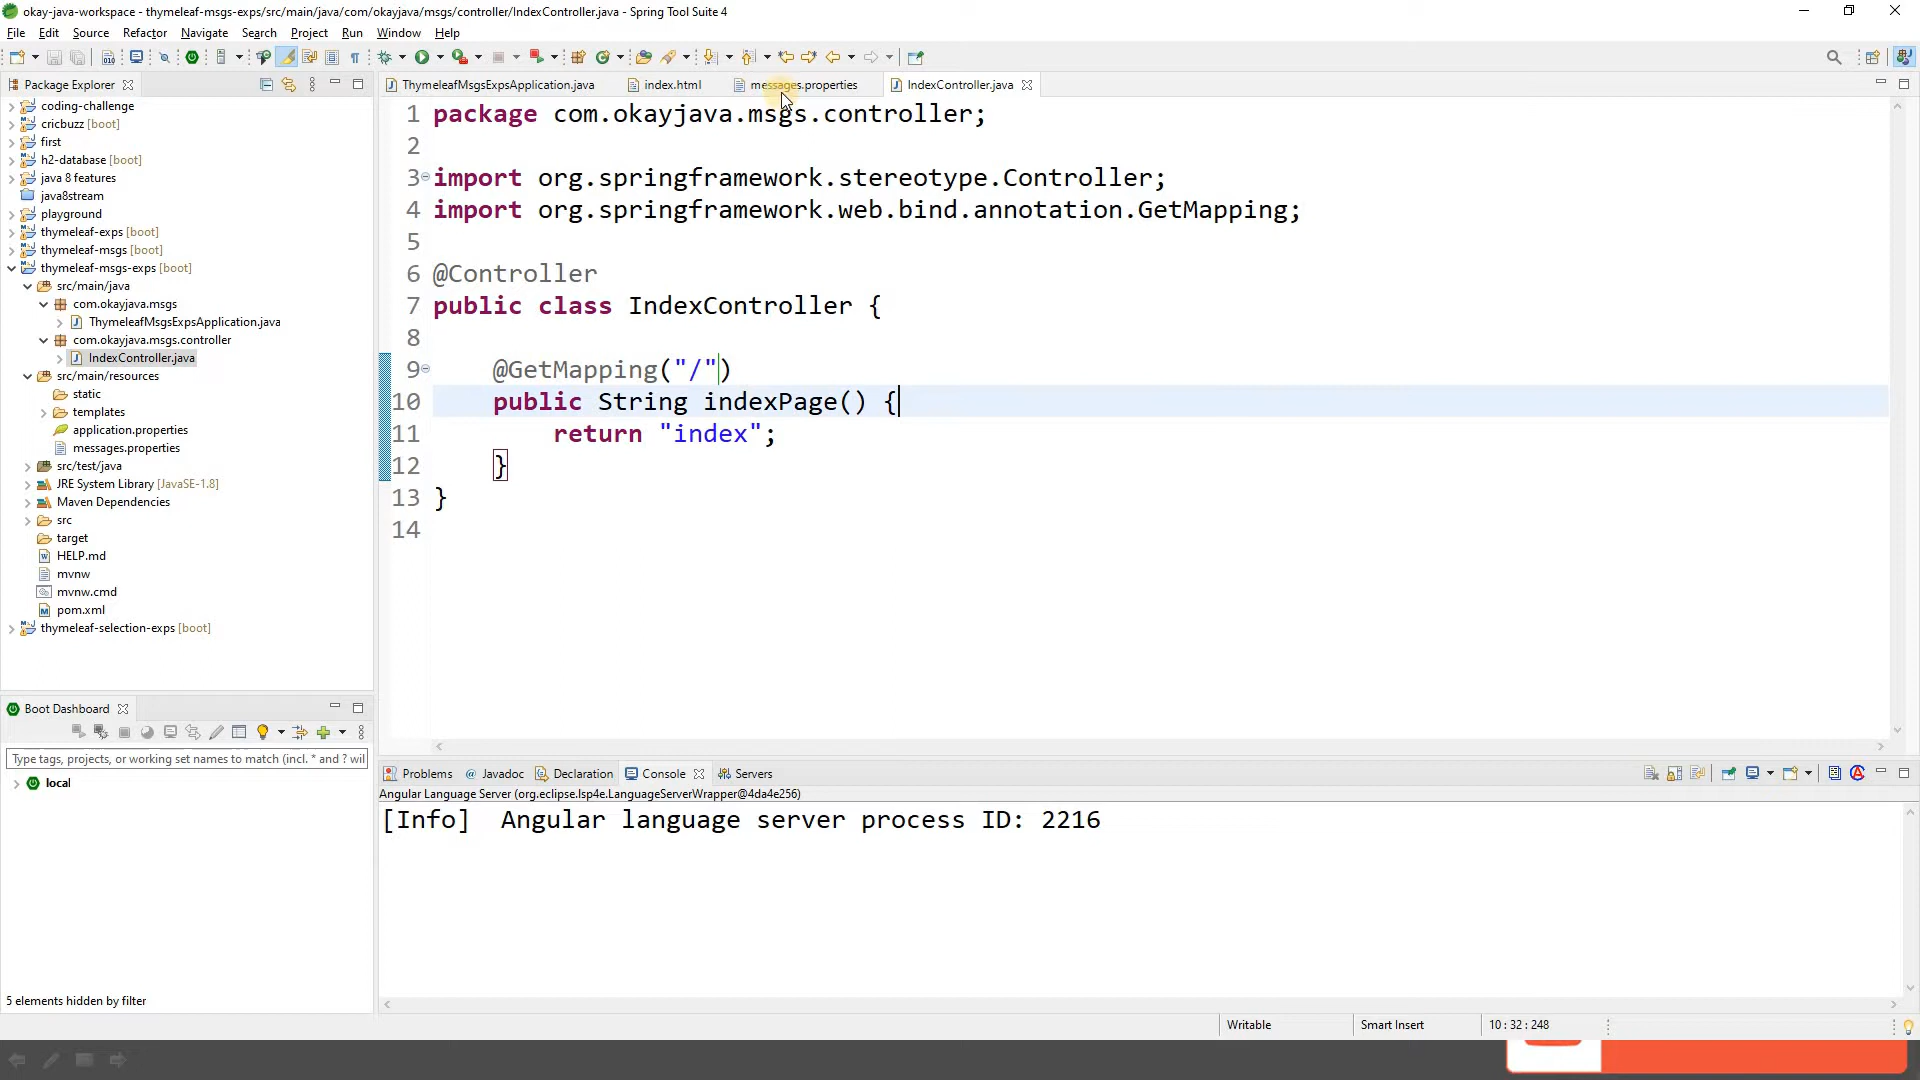 okay-java-workspace - thymeleaf-msgs-exps/src/main/java/com/okayjava/msgs/controller/IndexController.java - Spring Tool Suite 4
File Edit Source Refactor Navigate Search Project Run Window Help
Package Explorer
coding-challenge
cricbuzz [boot]
first
h2-database [boot]
java 8 features
java8stream
playground
thymeleaf-exps [boot]
thymeleaf-msgs [boot]
thymeleaf-msgs-exps [boot]
src/main/java
com.okayjava.msgs
ThymeleafMsgsExpsApplication.java
com.okayjava.msgs.controller
IndexController.java
src/main/resources
static
templates
application.properties
messages.properties
src/test/java
JRE System Library [JavaSE-1.8]
Maven Dependencies
src
target
HELP.md
mvnw
mvnw.cmd
pom.xml
thymeleaf-selection-exps [boot]
ThymeleafMsgsExpsApplication.java index.html messages.properties IndexController.java
1 package com.okayjava.msgs.controller;
2
3 import org.springframework.stereotype.Controller;
4 import org.springframework.web.bind.annotation.GetMapping;
5
6 @Controller
7 public class IndexController {
8
9 @GetMapping("/")
10 public String indexPage() {
11 return "index";
12 }
13 }
14
Boot Dashboard
Type tags, projects, or working set names to match (incl. * and ? wil
local
5 elements hidden by filter
Problems Javadoc Declaration Console Servers
Angular Language Server (org.eclipse.lsp4e.LanguageServerWrapper@4da4e256)
[Info] Angular language server process ID: 2216
Writable Smart Insert 10 : 32 : 248